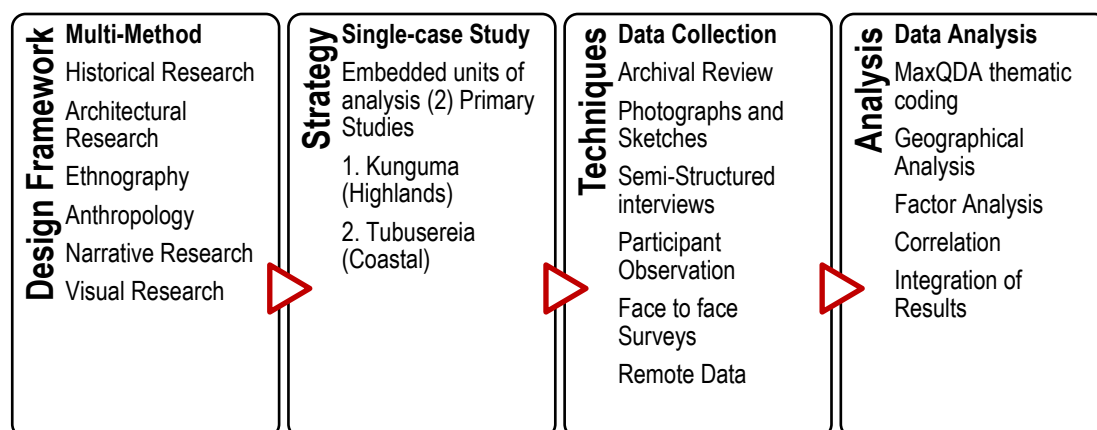 Design Framework
Multi-Method
Historical Research
Architectural
Research
Ethnography
Anthropology
Narrative Research
Visual Research
Strategy
Single-case Study
Embedded units of
analysis (2) Primary
Studies
1. Kunguma
(Highlands)
2. Tubusereia
(Coastal)
Techniques
Data Collection
Archival Review
Photographs and
Sketches
Semi-Structured
interviews
Participant
Observation
Face to face
Surveys
Remote Data
Analysis
Data Analysis
MaxQDA thematic
coding
Geographical
Analysis
Factor Analysis
Correlation
Integration of
Results